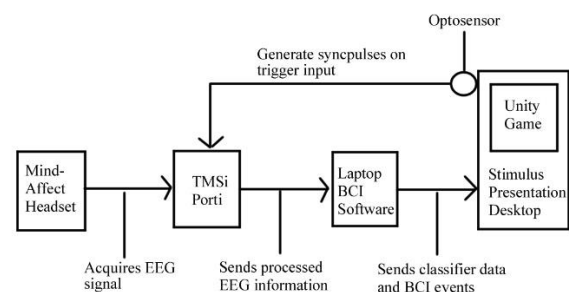 Optosensor
Generate syncpulses on
trigger input
Unity
Game
Mind-
Affect
Headset
TMSi
Porti
Laptop
BCI
Software
Stimulus
Presentation
Desktop
Acquires EEG
signal
Sends processed
EEG information
Sends classifier data
and BCI events